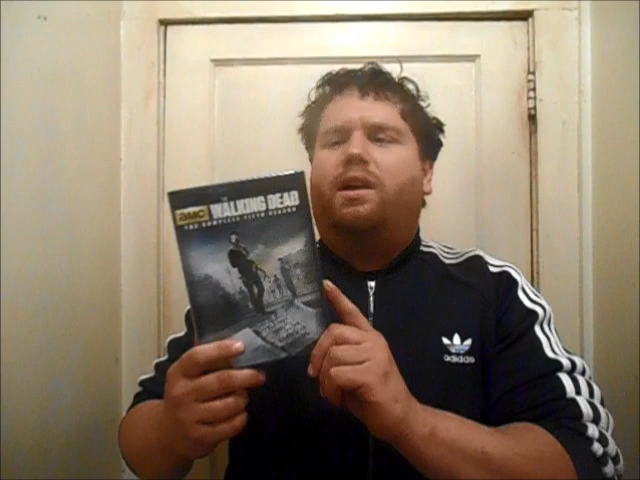 THE
AMC WALKING DEAD
THE COMPLETE FIFTH SEASON
adidas